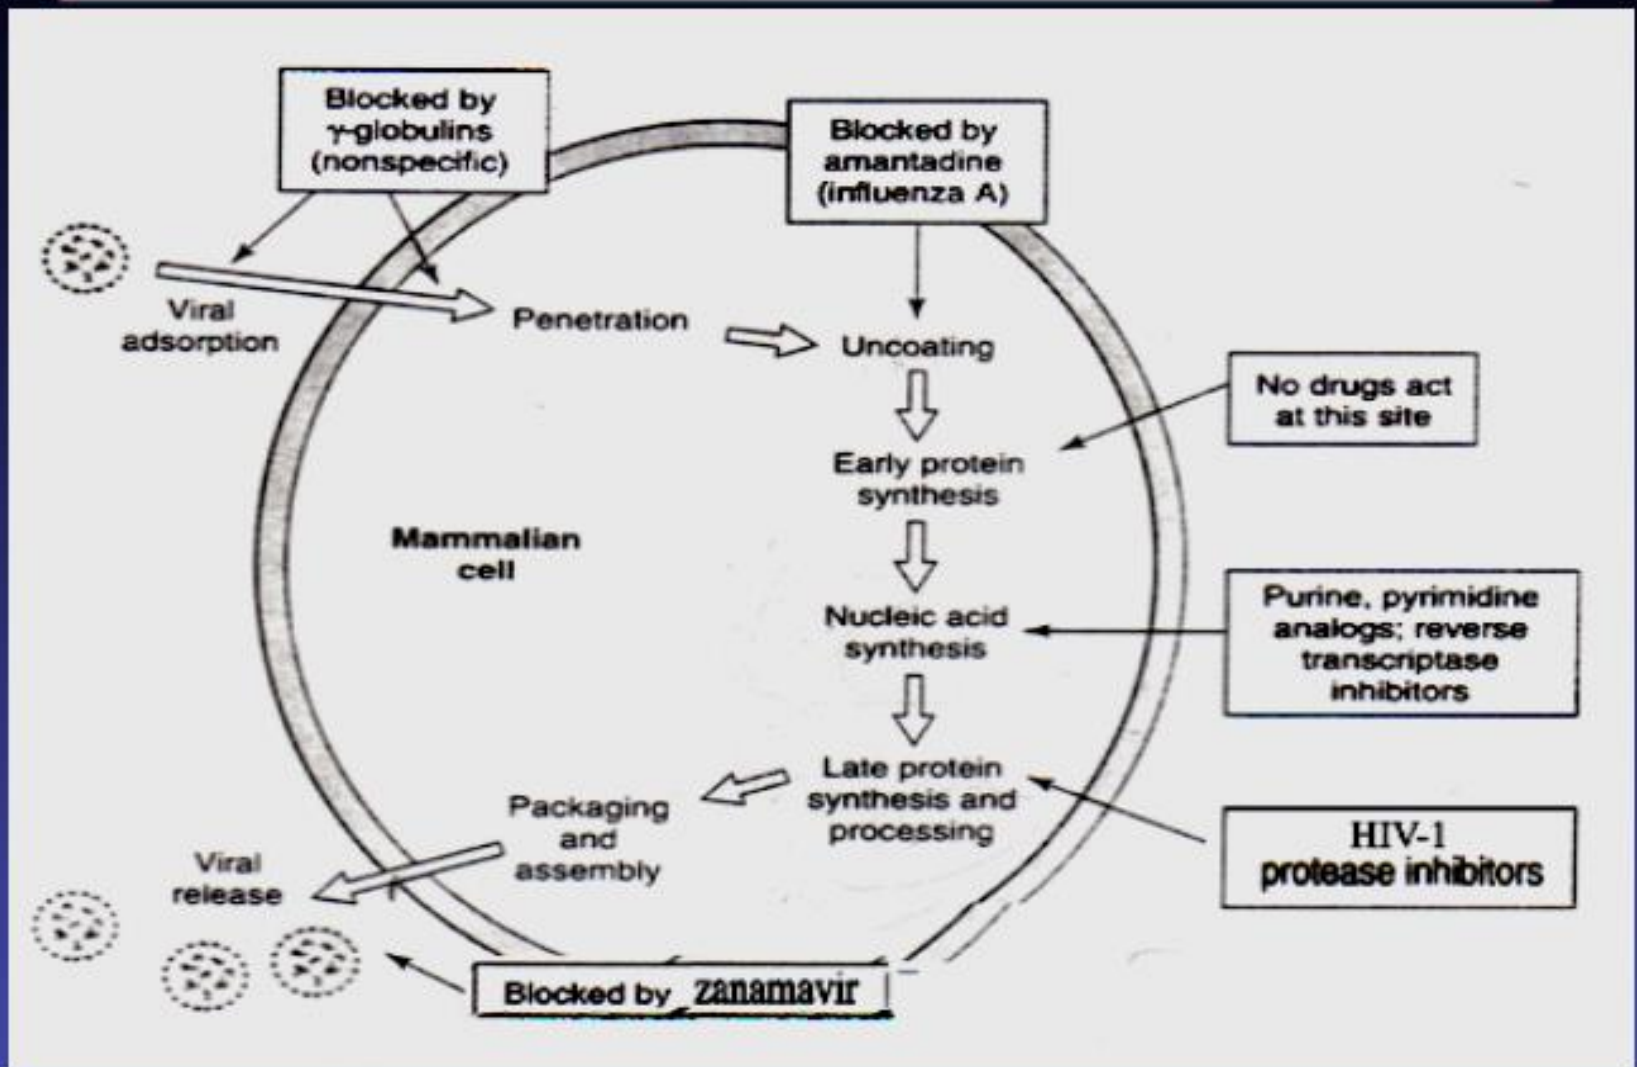 Blocked by
γ-globulins
(nonspecific)
Blocked by
amantadine
(influenza A)
Viral
adsorption
Penetration
Uncoating
No drugs act
at this site
Early protein
synthesis
Mammalian
cell
Nucleic acid
synthesis
Purine, pyrimidine
analogs; reverse
transcriptase
inhibitors
Late protein
synthesis and
processing
HIV-1
protease inhibitors
Packaging
and
assembly
Viral
release
Blocked by zanamavir